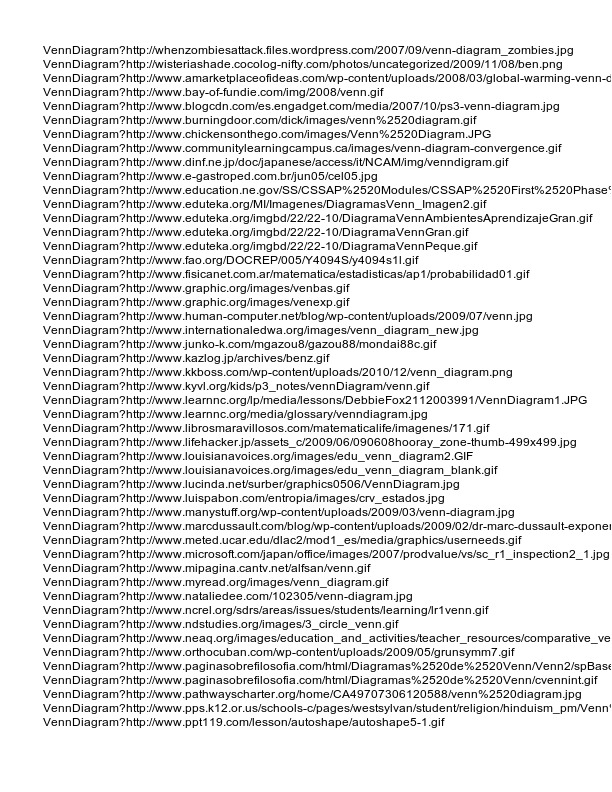 VennDiagram?http://whenzombiesattack.files.wordpress.com/2007/09/venn-diagram_zombies.jpg
VennDiagram?http://wisteriashade.cocolog-nifty.com/photos/uncategorized/2009/11/08/ben.png
VennDiagram?http://www.amarketplaceofideas.com/wp-content/uploads/2008/03/global-warming-venn-d
VennDiagram?http://www.bay-of-fundie.com/img/2008/venn.gif
VennDiagram?http://www.blogcdn.com/es.engadget.com/media/2007/10/ps3-venn-diagram.jpg
VennDiagram?http://www.burningdoor.com/dick/images/venn%2520diagram.gif
VennDiagram?http://www.chickensonthego.com/images/Venn%2520Diagram.JPG
VennDiagram?http://www.communitylearningcampus.ca/images/venn-diagram-convergence.gif
VennDiagram?http://www.dinf.ne.jp/doc/japanese/access/it/NCAM/img/venndigram.gif
VennDiagram?http://www.e-gastroped.com.br/jun05/cel05.jpg
VennDiagram?http://www.education.ne.gov/SS/CSSAP%2520Modules/CSSAP%2520First%2520Phase%
VennDiagram?http://www.eduteka.org/MI/Imagenes/DiagramasVenn_Imagen2.gif
VennDiagram?http://www.eduteka.org/imgbd/22/22-10/DiagramaVennAmbientesAprendizajeGran.gif
VennDiagram?http://www.eduteka.org/imgbd/22/22-10/DiagramaVennGran.gif
VennDiagram?http://www.eduteka.org/imgbd/22/22-10/DiagramaVennPeque.gif
VennDiagram?http://www.fao.org/DOCREP/005/Y4094S/y4094s1l.gif
VennDiagram?http://www.fisicanet.com.ar/matematica/estadisticas/ap1/probabilidad01.gif
VennDiagram?http://www.graphic.org/images/venbas.gif
VennDiagram?http://www.graphic.org/images/venexp.gif
VennDiagram?http://www.human-computer.net/blog/wp-content/uploads/2009/07/venn.jpg
VennDiagram?http://www.internationaledwa.org/images/venn_diagram_new.jpg
VennDiagram?http://www.junko-k.com/mgazou8/gazou88/mondai88c.gif
VennDiagram?http://www.kazlog.jp/archives/benz.gif
VennDiagram?http://www.kkboss.com/wp-content/uploads/2010/12/venn_diagram.png
VennDiagram?http://www.kyvl.org/kids/p3_notes/vennDiagram/venn.gif
VennDiagram?http://www.learnnc.org/lp/media/lessons/DebbieFox2112003991/VennDiagram1.JPG
VennDiagram?http://www.learnnc.org/media/glossary/venndiagram.jpg
VennDiagram?http://www.librosmaravillosos.com/matematicalife/imagenes/171.gif
VennDiagram?http://www.lifehacker.jp/assets_c/2009/06/090608hooray_zone-thumb-499x499.jpg
VennDiagram?http://www.louisianavoices.org/images/edu_venn_diagram2.GIF
VennDiagram?http://www.louisianavoices.org/images/edu_venn_diagram_blank.gif
VennDiagram?http://www.lucinda.net/surber/graphics0506/VennDiagram.jpg
VennDiagram?http://www.luispabon.com/entropia/images/crv_estados.jpg
VennDiagram?http://www.manystuff.org/wp-content/uploads/2009/03/venn-diagram.jpg
VennDiagram?http://www.marcdussault.com/blog/wp-content/uploads/2009/02/dr-marc-dussault-exponen
VennDiagram?http://www.meted.ucar.edu/dlac2/mod1_es/media/graphics/userneeds.gif
VennDiagram?http://www.microsoft.com/japan/office/images/2007/prodvalue/vs/sc_r1_inspection2_1.jpg
VennDiagram?http://www.mipagina.cantv.net/alfsan/venn.gif
VennDiagram?http://www.myread.org/images/venn_diagram.gif
VennDiagram?http://www.nataliedee.com/102305/venn-diagram.jpg
VennDiagram?http://www.ncrel.org/sdrs/areas/issues/students/learning/lr1venn.gif
VennDiagram?http://www.ndstudies.org/images/3_circle_venn.gif
VennDiagram?http://www.neaq.org/images/education_and_activities/teacher_resources/comparative_ve
VennDiagram?http://www.orthocuban.com/wp-content/uploads/2009/05/grunsymm7.gif
VennDiagram?http://www.paginasobrefilosofia.com/html/Diagramas%2520de%2520Venn/Venn2/spBase
VennDiagram?http://www.paginasobrefilosofia.com/html/Diagramas%2520de%2520Venn/cvennint.gif
VennDiagram?http://www.pathwayscharter.org/home/CA49707306120588/venn%2520diagram.jpg
VennDiagram?http://www.pps.k12.or.us/schools-c/pages/westsylvan/student/religion/hinduism_pm/Venn%
VennDiagram?http://www.ppt119.com/lesson/autoshape/autoshape5-1.gif